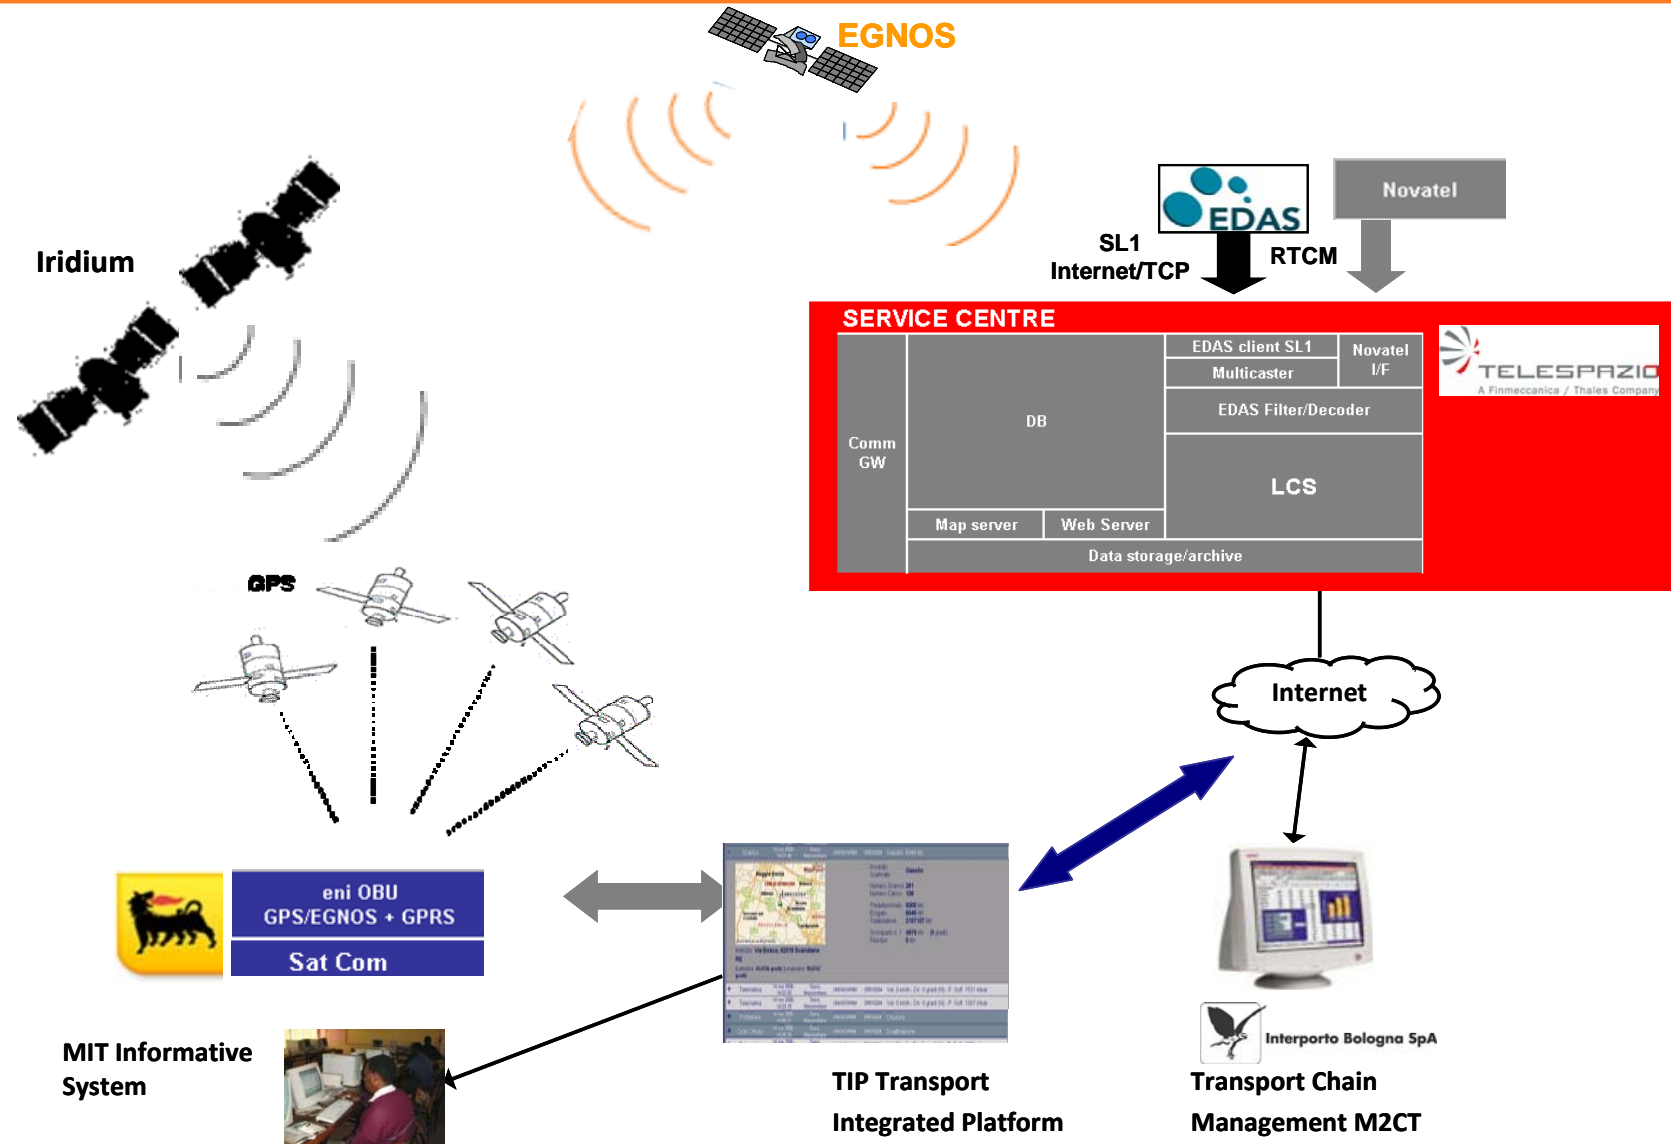 EGNOS
Iridium
EDAS
Novatel
SL1
Internet/TCP
RTCM
SERVICE CENTRE
EDAS client SL1
Novatel
I/F
Multicaster
EDAS Filter/Decoder
DB
Comm
GW
LCS
Map server
Web Server
Data storage/archive
TELESPAZIO
A Finmeccanica / Thales Company
GPS
Internet
eni OBU
GPS/EGNOS + GPRS
Sat Com
MIT Informative
System
TIP Transport
Integrated Platform
Interporto Bologna SpA
Transport Chain
Management M2CT